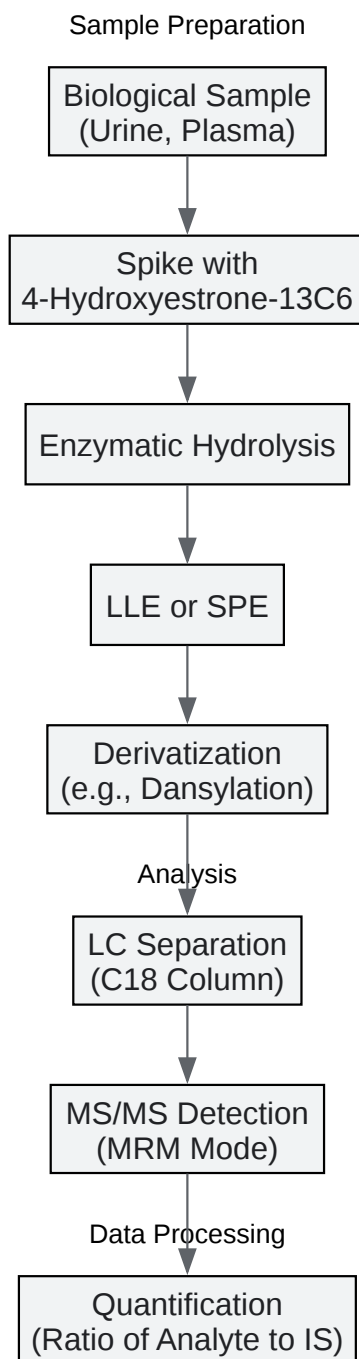 Sample Preparation
Biological Sample
(Urine, Plasma)
Spike with
4-Hydroxyestrone-13C6
Enzymatic Hydrolysis
LLE or SPE
Derivatization
(e.g., Dansylation)
Analysis
LC Separation
(C18 Column)
MS/MS Detection
(MRM Mode)
Data Processing
Quantification
(Ratio of Analyte to IS)